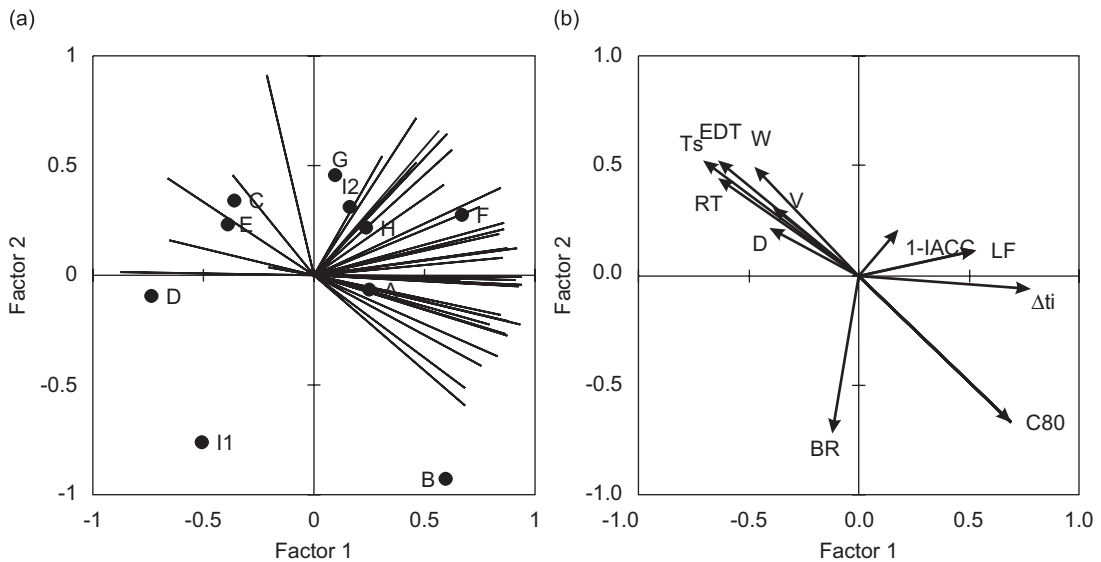 (a)
1
0.5
0
-0.5
-1
-1
-0.5
0
0.5
1
Factor 1
Factor 2
G
I2
C
E
H
F
D
A
I1
B
(b)
1.0
0.5
0.0
-0.5
-1.0
-1.0
-0.5
0.0
0.5
1.0
Factor 1
Factor 2
Ts
EDT
W
RT
V
D
1-IACC
LF
Δti
BR
C80